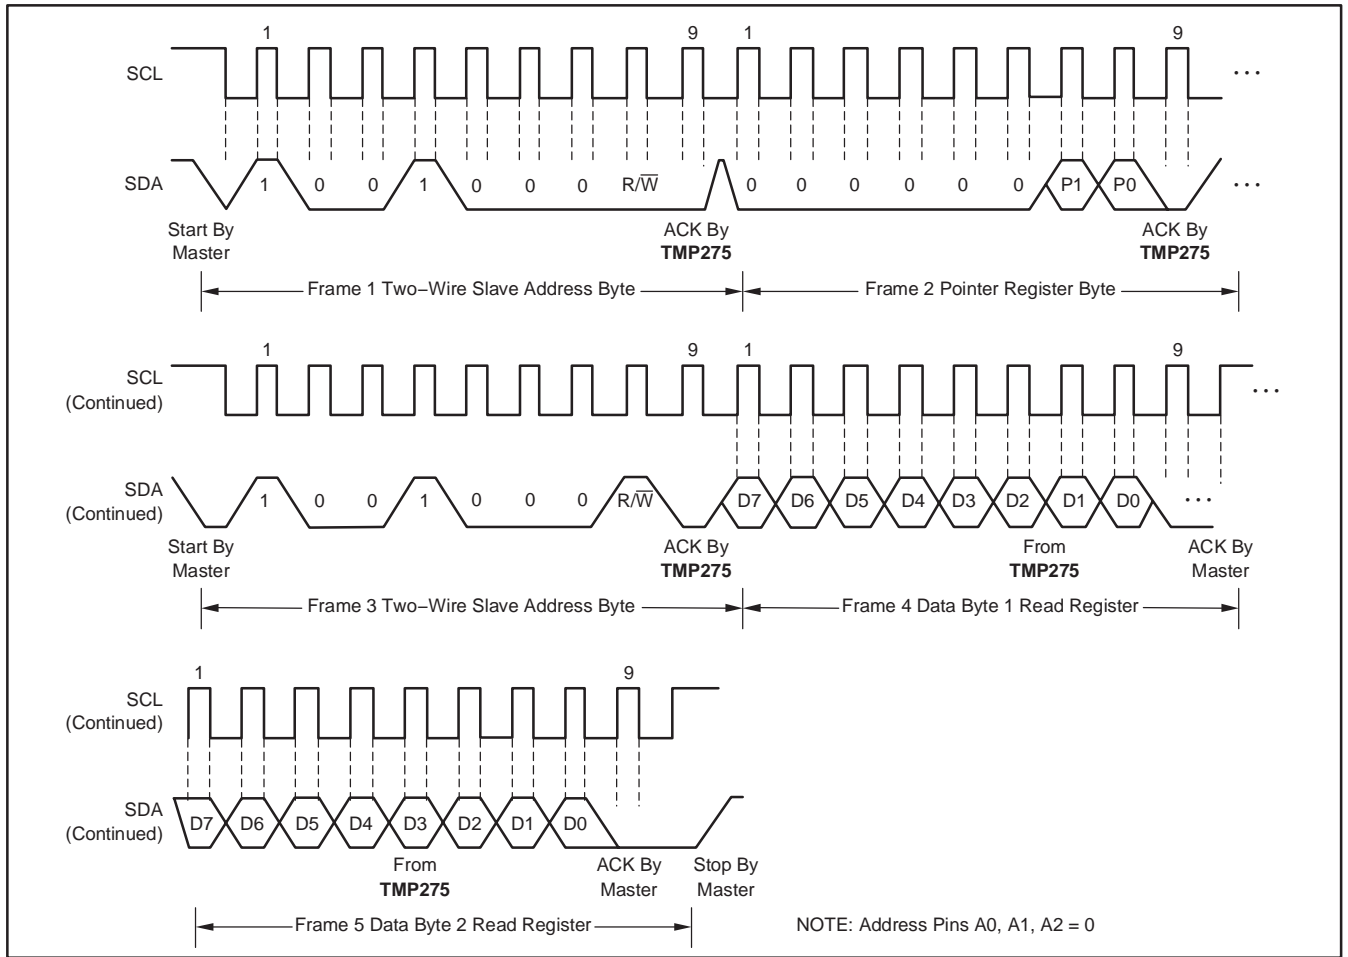 1 9 1 9
SCL
...
SDA 1 0 0 1 0 0 0 R/W̅ 0 0 0 0 0 0 P1 P0 ...
Start By ACK By ACK By
Master TMP275 TMP275
Frame 1 Two−Wire Slave Address Byte Frame 2 Pointer Register Byte
1 9 1 9
SCL
(Continued)
...
SDA
(Continued)
1 0 0 1 0 0 0 R/W̅ D7 D6 D5 D4 D3 D2 D1 D0 ...
Start By ACK By From ACK By
Master TMP275 TMP275 Master
Frame 3 Two−Wire Slave Address Byte Frame 4 Data Byte 1 Read Register
1 9
SCL
(Continued)
SDA
(Continued)
D7 D6 D5 D4 D3 D2 D1 D0
From ACK By Stop By
TMP275 Master Master
Frame 5 Data Byte 2 Read Register NOTE: Address Pins A0, A1, A2 = 0